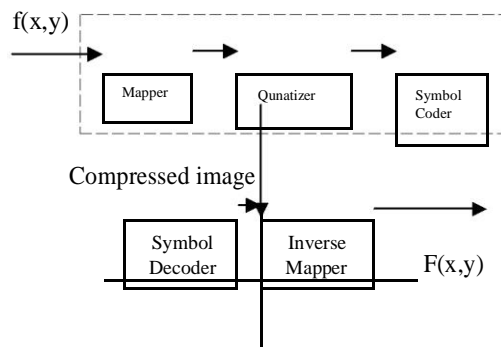 f(x,y)
Mapper
Qunatizer
Symbol
Coder
Compressed image
Symbol
Decoder
Inverse
Mapper
F(x,y)